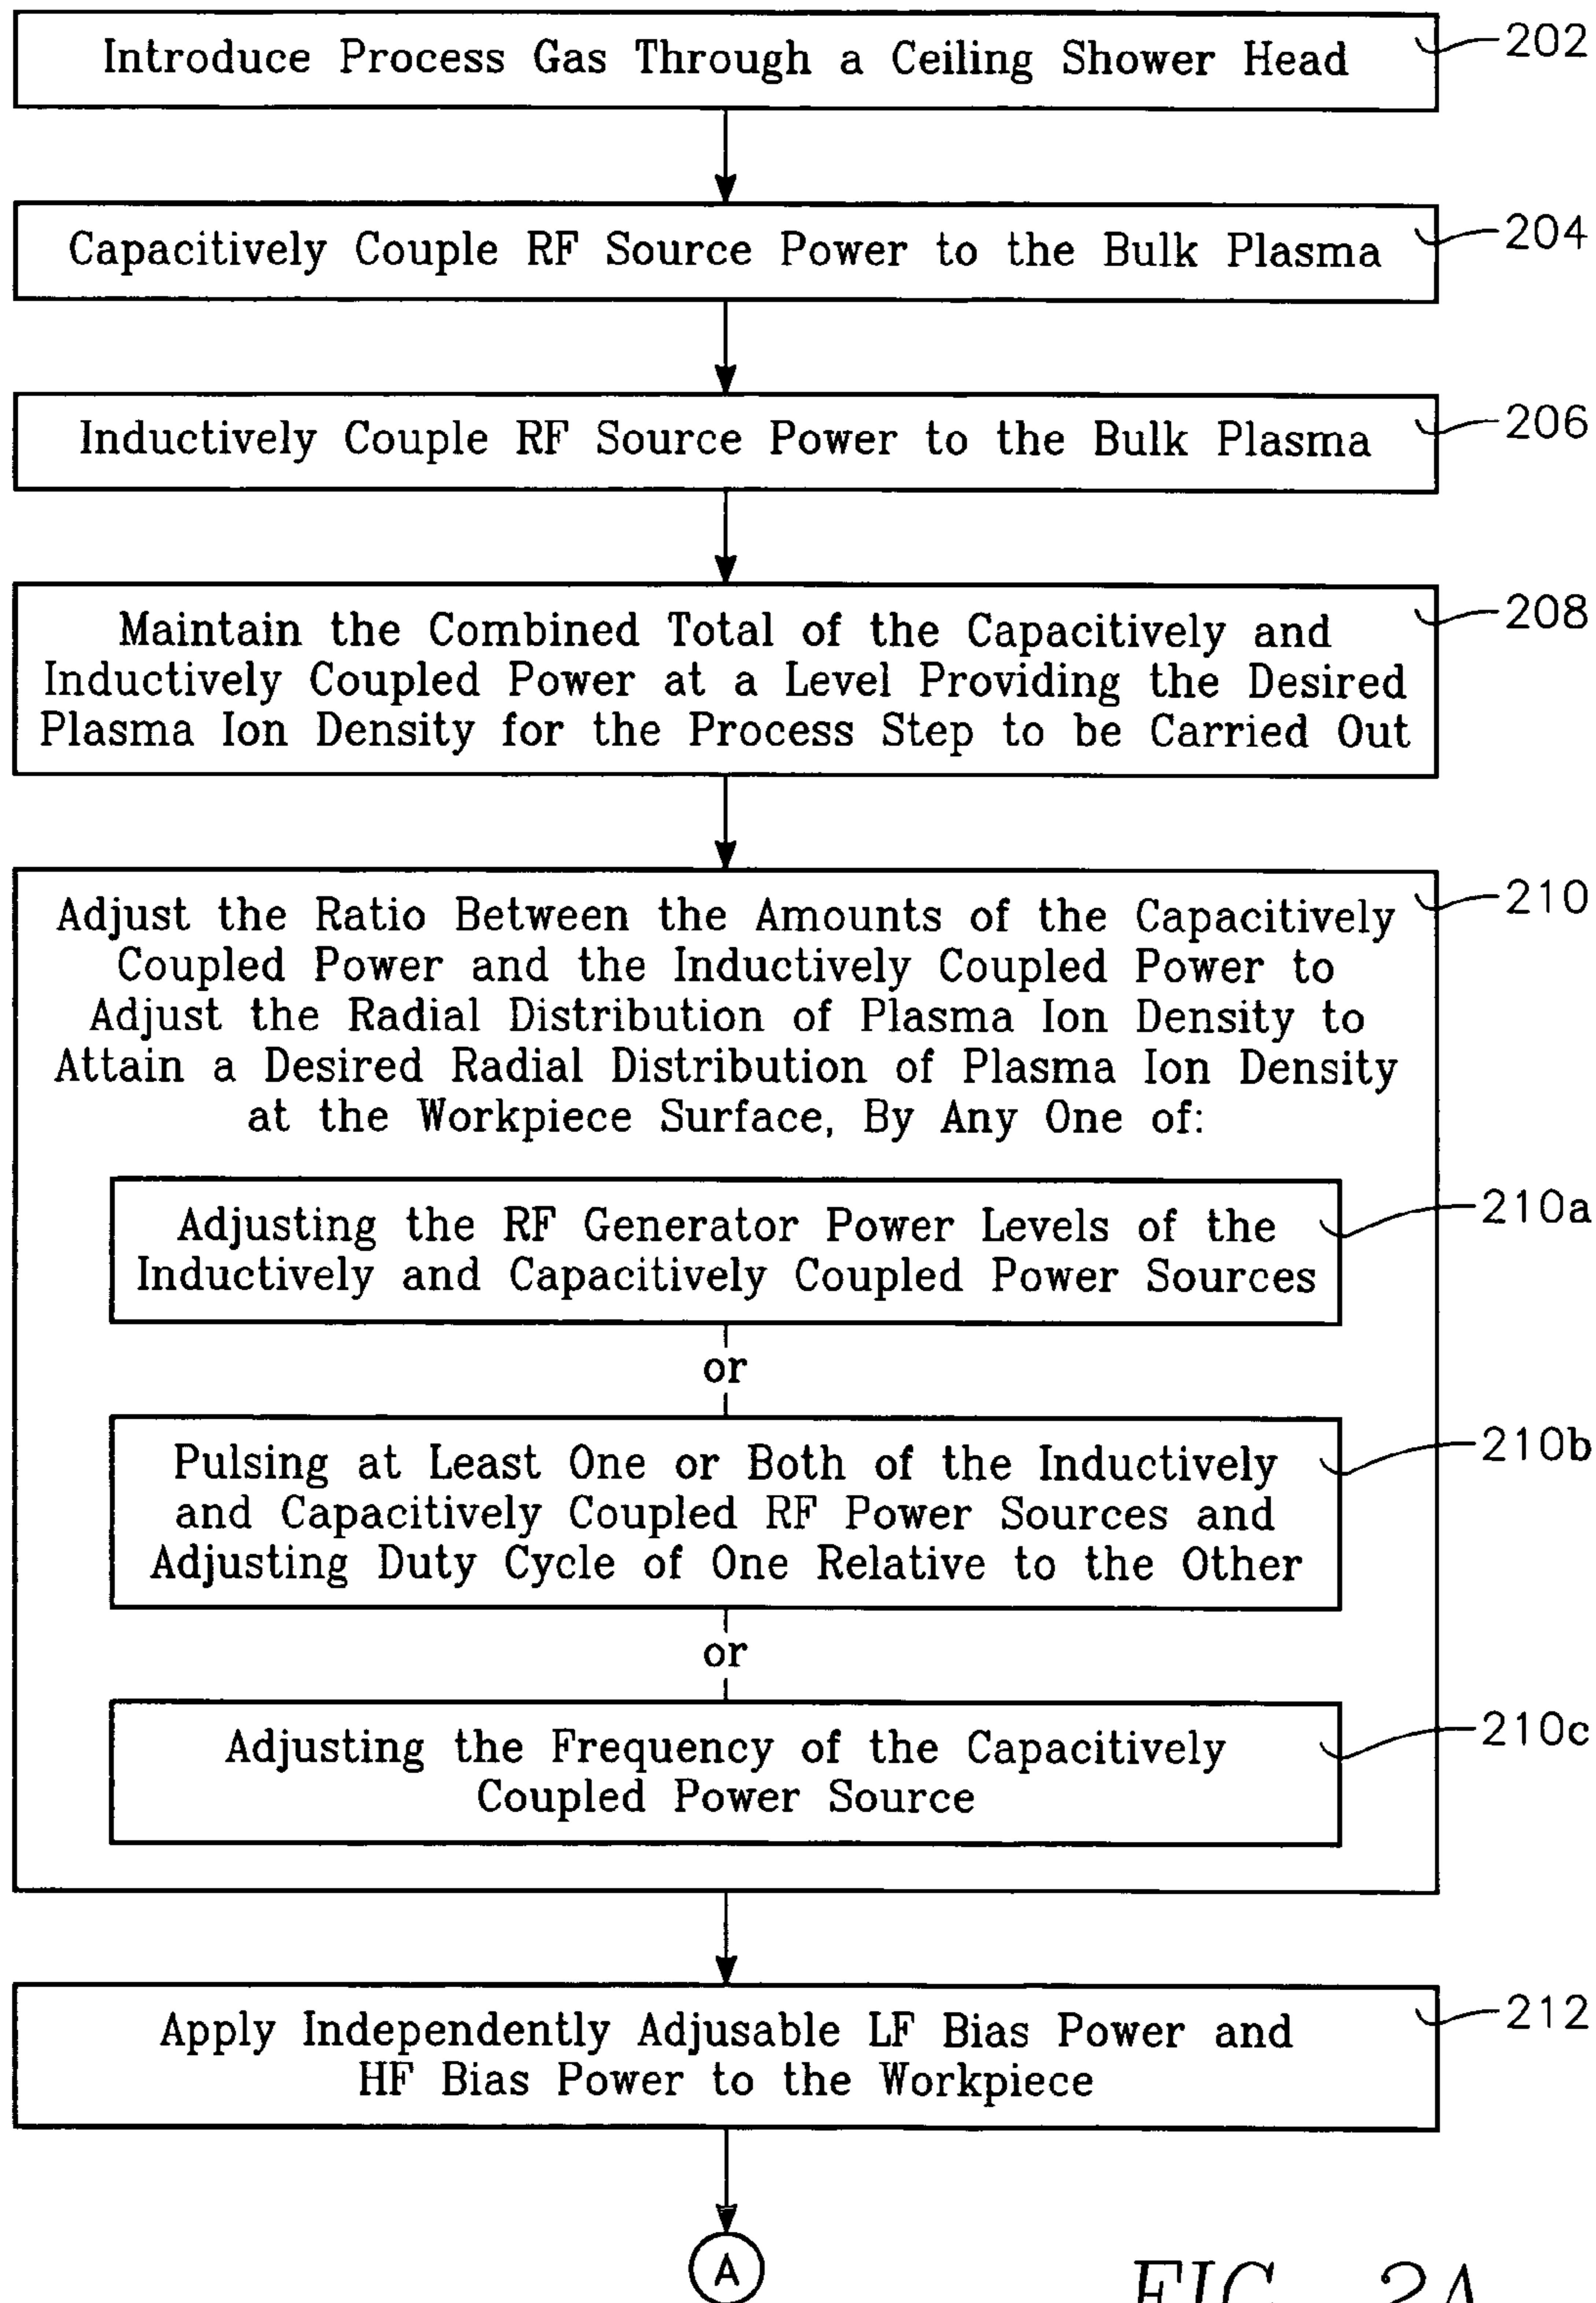 Introduce Process Gas Through a Ceiling Shower Head
202
Capacitively Couple RF Source Power to the Bulk Plasma
204
Inductively Couple RF Source Power to the Bulk Plasma
206
Maintain the Combined Total of the Capacitively and
Inductively Coupled Power at a Level Providing the Desired
Plasma Ion Density for the Process Step to be Carried Out
208
Adjust the Ratio Between the Amounts of the Capacitively
Coupled Power and the Inductively Coupled Power to
Adjust the Radial Distribution of Plasma Ion Density to
Attain a Desired Radial Distribution of Plasma Ion Density
at the Workpiece Surface, By Any One of:
210
Adjusting the RF Generator Power Levels of the
Inductively and Capacitively Coupled Power Sources
210a
or
Pulsing at Least One or Both of the Inductively
and Capacitively Coupled RF Power Sources and
Adjusting Duty Cycle of One Relative to the Other
210b
or
Adjusting the Frequency of the Capacitively
Coupled Power Source
210c
Apply Independently Adjusable LF Bias Power and
HF Bias Power to the Workpiece
212
A
FIG. 2A